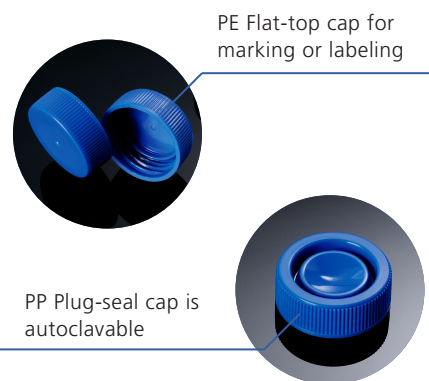 PE Flat-top cap for
marking or labeling
PP Plug-seal cap is
autoclavable